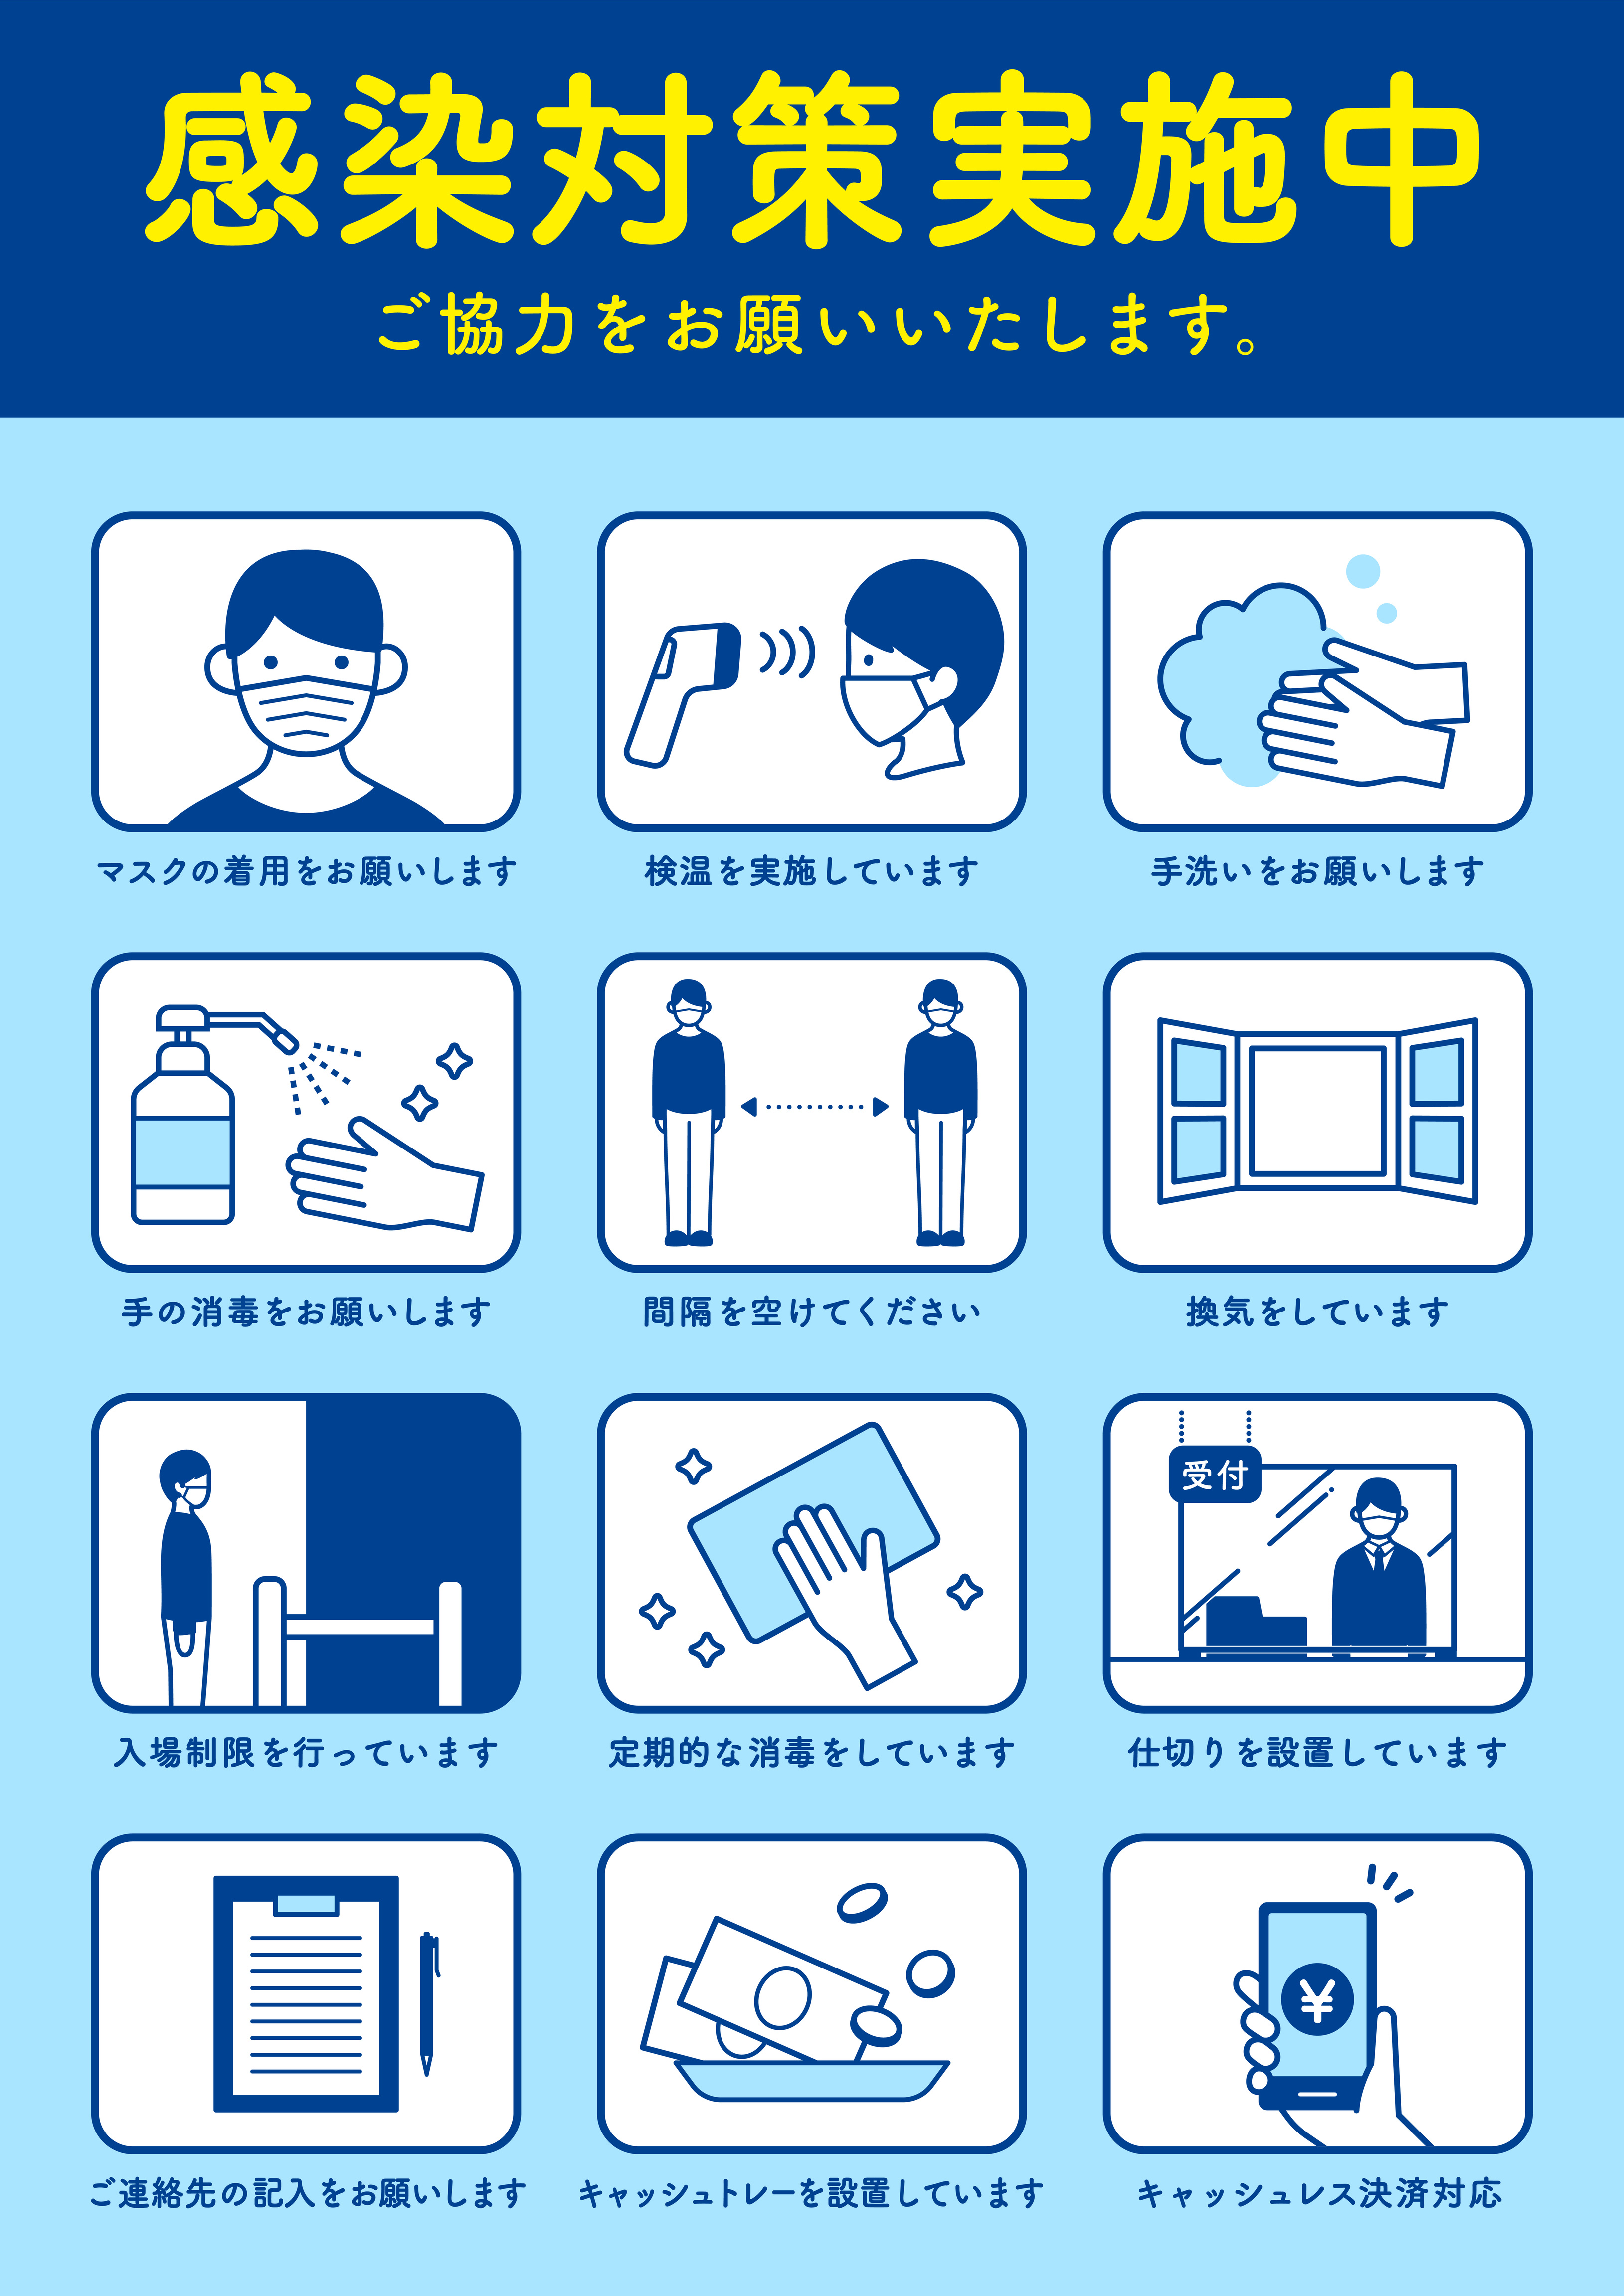 感染対策実施中
ご協力をお願いいたします。
マスクの着用をお願いします
検温を実施しています
手洗いをお願いします
手の消毒をお願いします
間隔を空けてください
換気をしています
入場制限を行っています
定期的な消毒をしています
受付
仕切りを設置しています
ご連絡先の記入をお願いします
キャッシュトレーを設置しています
¥
キャッシュレス決済対応